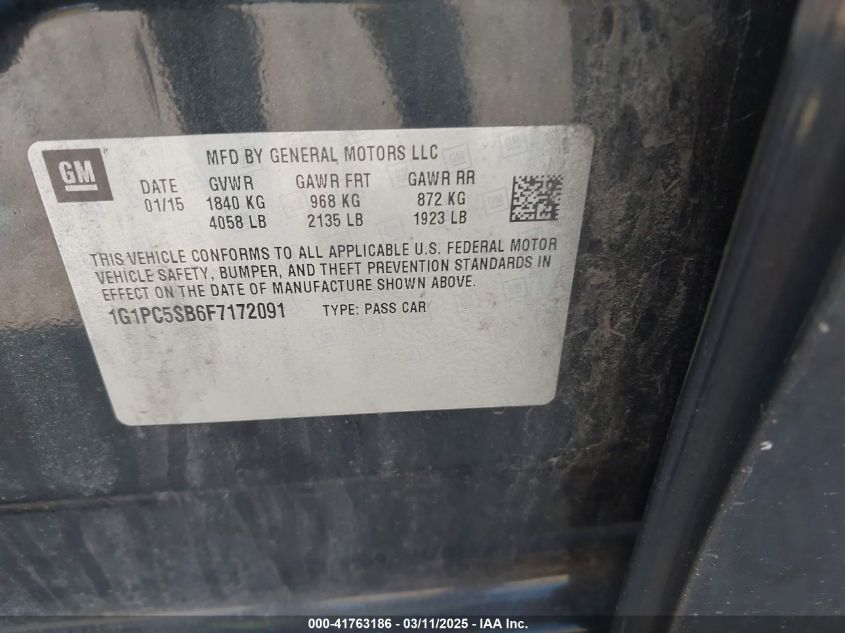 GM
MFD BY GENERAL MOTORS LLC
DATE GVWR GAWR FRT GAWR RR
01/15 1840 KG 968 KG 872 KG
4058 LB 2135 LB 1923 LB
THIS VEHICLE CONFORMS TO ALL APPLICABLE U.S. FEDERAL MOTOR
VEHICLE SAFETY, BUMPER, AND THEFT PREVENTION STANDARDS IN
EFFECT ON THE DATE OF MANUFACTURE SHOWN ABOVE.
1G1PC5SB6F7172091 TYPE: PASS CAR
000-41763186 - 03/11/2025 - IAA Inc.